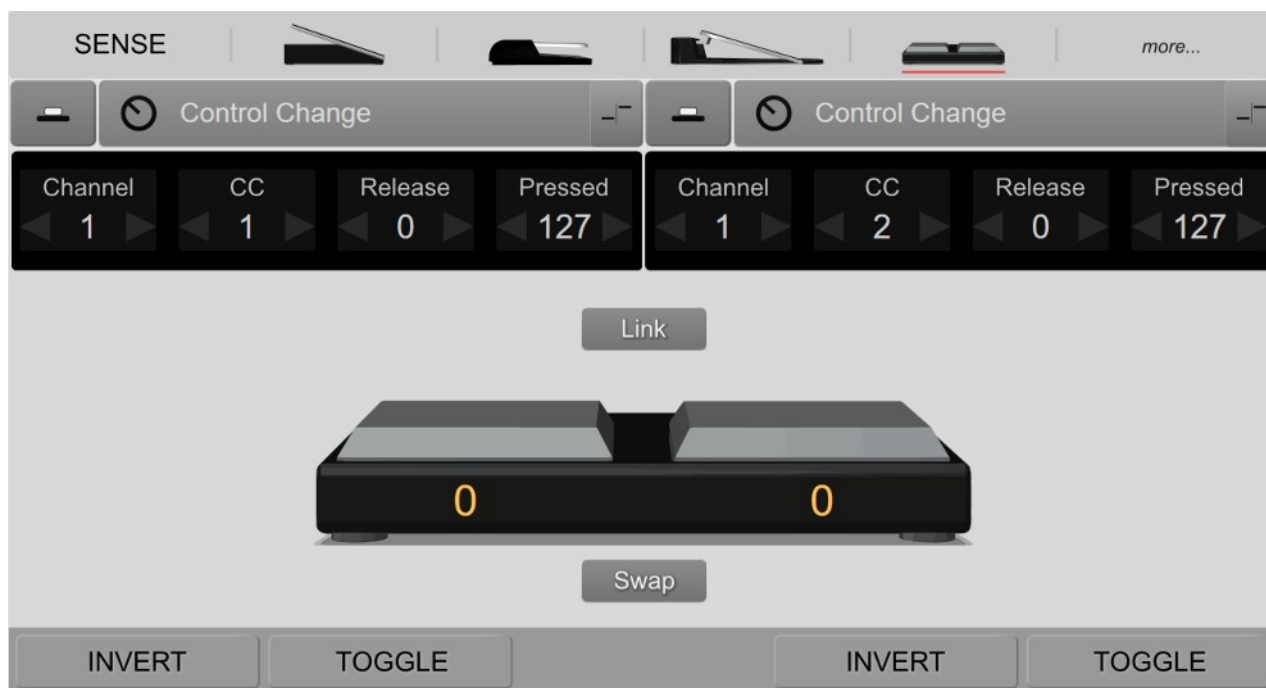 SENSE more...
Control Change Control Change
Channel CC Release Pressed Channel CC Release Pressed
1 1 0 127 1 2 0 127
Link
0 0
Swap
INVERT TOGGLE INVERT TOGGLE